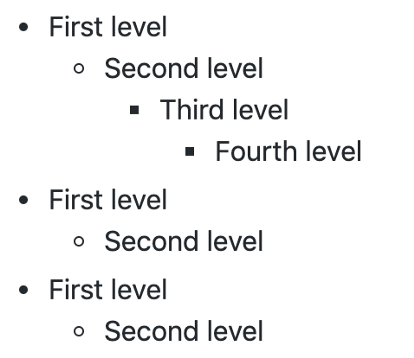 • First level
◦ Second level
▪ Third level
▪ Fourth level
• First level
◦ Second level
• First level
◦ Second level